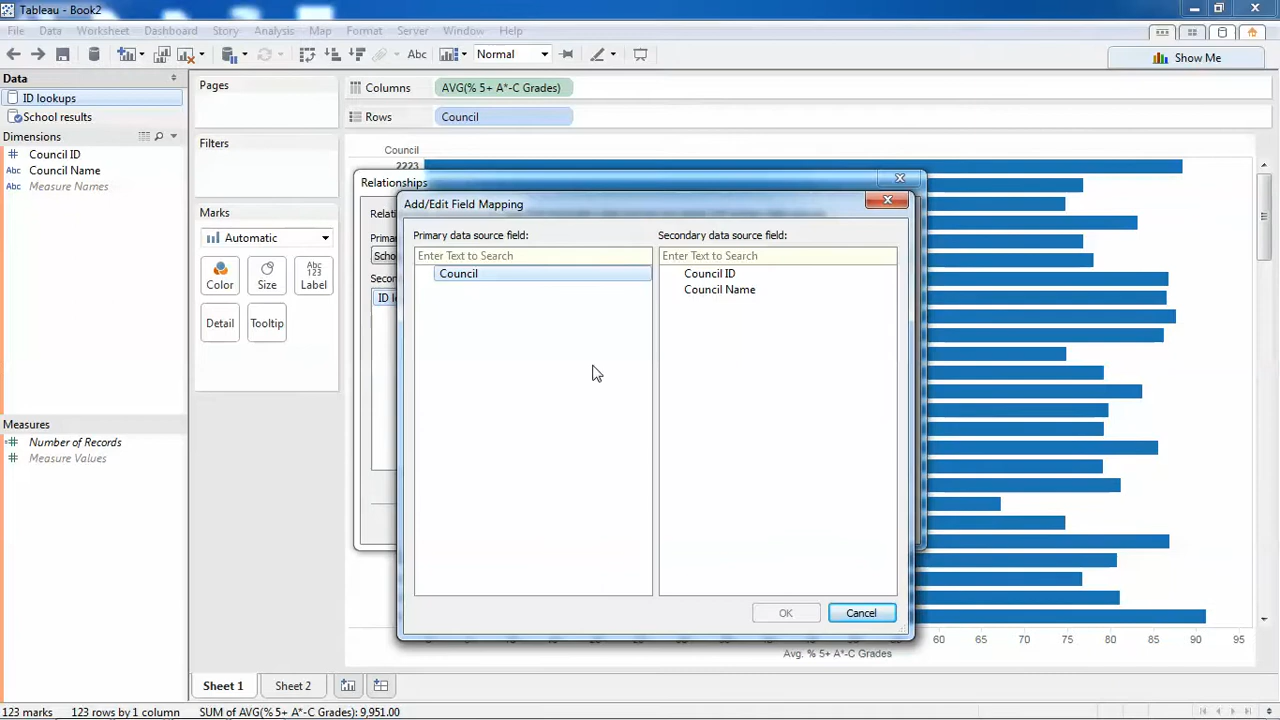 Tableau - Book2
File Data Worksheet Dashboard Story Analysis Map Format Server Window Help
Abc Normal
Show Me
Data
ID lookups
School results
Dimensions
Council ID
Abc Council Name
Abc Measure Names
Measures
Number of Records
Measure Values
Pages
Filters
Marks
Automatic
Color Size Abc 123 Label
Detail Tooltip
Columns AVG(% 5+ A*-C Grades)
Rows Council
Council
2223
Relationships
Add/Edit Field Mapping
Primary data source field: Secondary data source field:
Enter Text to Search Enter Text to Search
Council Council ID
Council Name
OK Cancel
60 65 70 75 80 85 90 95
Avg. % 5+ A*-C Grades
Sheet 1 Sheet 2
123 marks 123 rows by 1 column SUM of AVG(% 5+ A*-C Grades): 9,951.00